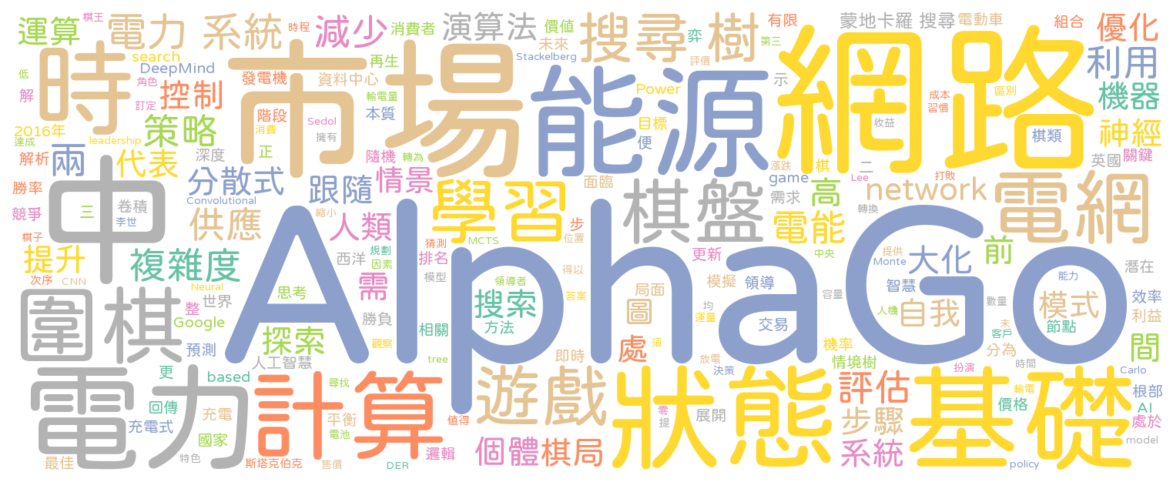 運算 棋王 電力 系統 時程 減少 消費者 演算法 價值 搜尋 樹 有限 蒙地卡羅 搜尋 電動車 組合 優化
search DeepMind 發電機 資料中心 再生 未來 弈 Stackelberg 評價 第三 利用
低 解 時 角色 控制 市場 輸電量 能源 Power 示 網路 成本 區別 機器
訂定 階段 Sedol 擁有 本質 目標 收益 習慣 棋類
2016年 達成 leadership 策略 消費 隨機 轉為 便 神經
解析 兩 代表 深度 正 漲跌 棋 二 英國 關鍵
勝率 中 分散式 情景 面臨 game 高 Lee 打敗
競爭 三 卷積 Convolutional 跟隨 學習 棋盤 需求 network 電網
棋子 李世 供應 縮小 人類 步 位置 電能 轉換
提升 複雜度 猜測 MCTS 排名 西洋 規劃 因素 更新 中央 提供 Monte 大化 前 潛在
次序 CNN Neural 整 世界 需 模型 領導者 得以 模擬 領導 智慧 能力
圍棋 Google 思考 AlphaGo 搜索 答案 局面 圖 均 運量 容量 人機 自我 數量 模式 效率
探索 勝負 相關 方法 交易 未 客戶 節點 利益
預測 人工智慧 觀察 tree 即時 處 濱 機率 分為 間
更 based 尋找 遊戲 放電 決策 情境樹 扮演 時間 輸電 Carlo 根部
電力 回傳 充電 計算 零 提 展開 狀態 評估 基礎 價格 AI
充電式 國家 平衡 電池 值得 步驟 處於
最佳 特色 斯塔克伯克 售價 DER 邏輯 個體 棋局 系統 policy model